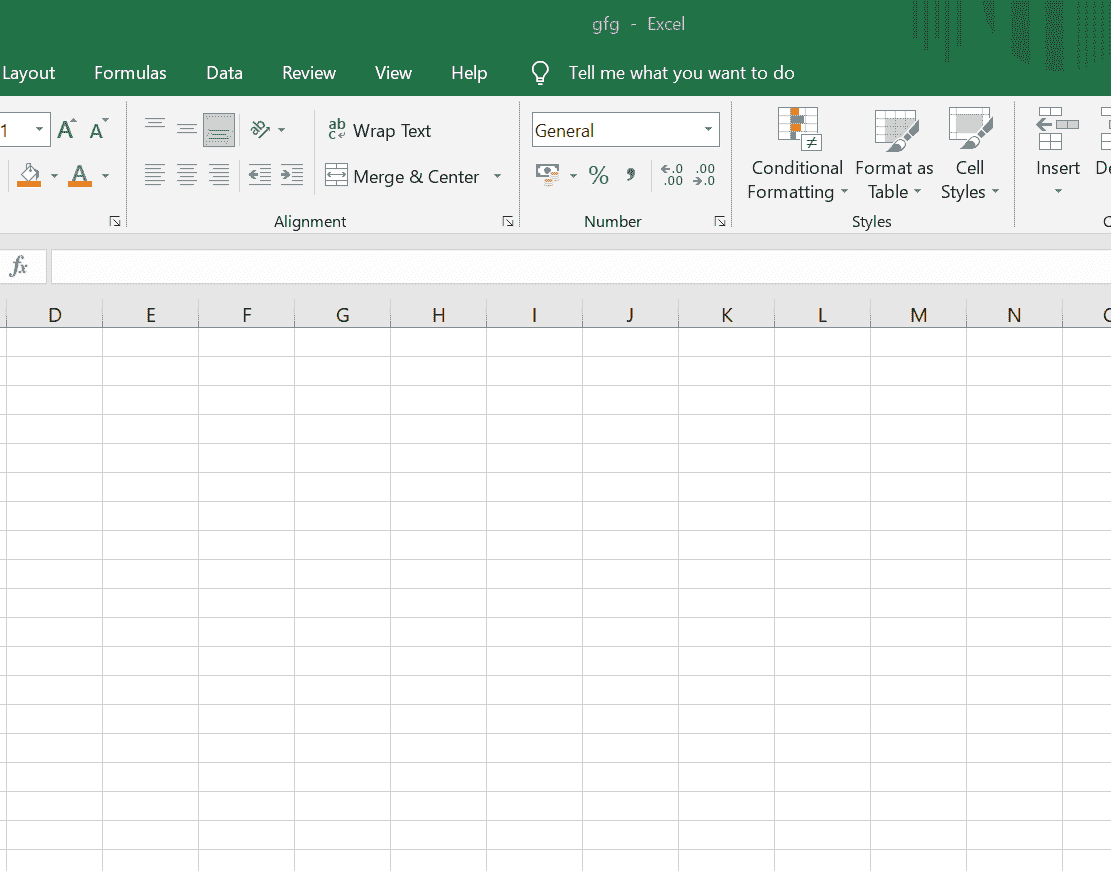 gfg - Excel
Layout Formulas Data Review View Help Tell me what you want to do
1 A A ab Wrap Text General
c
Conditional Format as Cell Insert
Formatting Table Styles
A Merge & Center % , .0 .00
.00 .0
Alignment Number Styles
fx
D E F G H I J K L M N